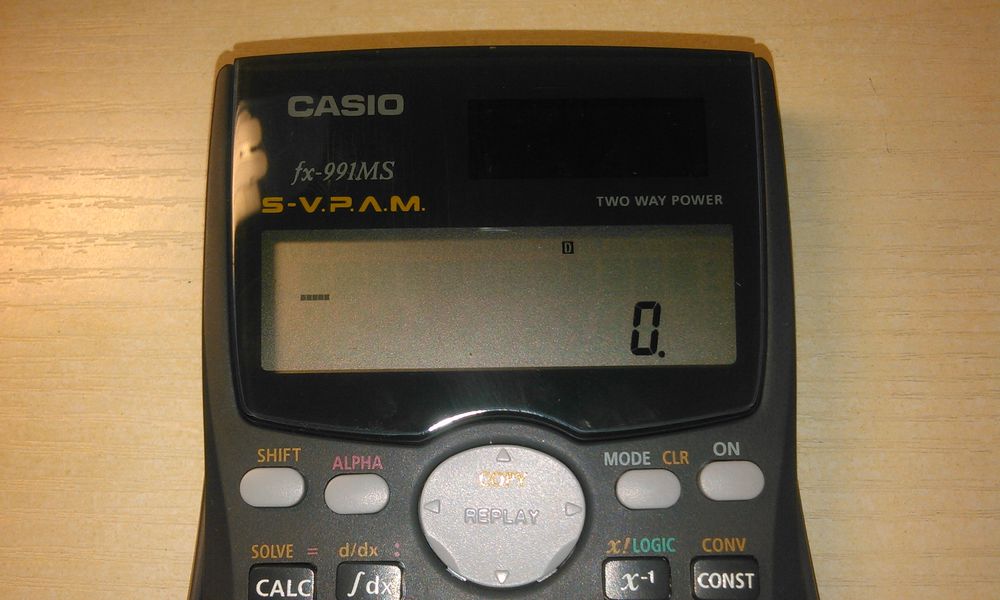 CASIO
fx-991MS
S-V.P.A.M.
TWO WAY POWER
D
0.
SHIFT
ALPHA
COPY
REPLAY
MODE CLR
ON
SOLVE =
d/dx :
x! LOGIC
CONV
CALC
∫dx
x⁻¹
CONST